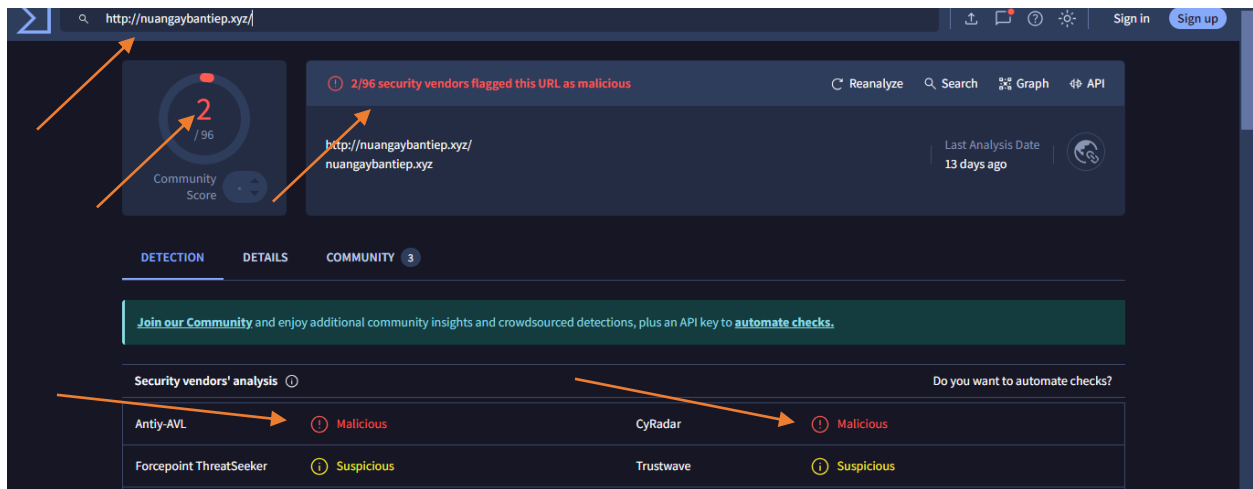 http://nuangaybantiep.xyz/
Sign in
Sign up
2
/ 96
Community
Score
2/96 security vendors flagged this URL as malicious
Reanalyze
Search
Graph
API
http://nuangaybantiep.xyz/
nuangaybantiep.xyz
Last Analysis Date
13 days ago
DETECTION
DETAILS
COMMUNITY 3
Join our Community and enjoy additional community insights and crowdsourced detections, plus an API key to automate checks.
Security vendors' analysis
Do you want to automate checks?
Antiy-AVL
Malicious
CyRadar
Malicious
Forcepoint ThreatSeeker
Suspicious
Trustwave
Suspicious